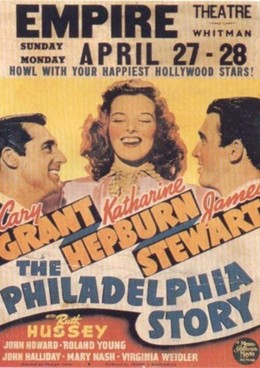 EMPIRE THEATRE
WHITMAN
SUNDAY
MONDAY APRIL 27-28
HOWL WITH YOUR HAPPIEST HOLLYWOOD STARS!
Cary Katharine James
GRANT HEPBURN STEWART
THE
PHILADELPHIA
STORY
with Ruth
HUSSEY
JOHN HOWARD · ROLAND YOUNG
JOHN HALLIDAY · MARY NASH · VIRGINIA WEIDLER